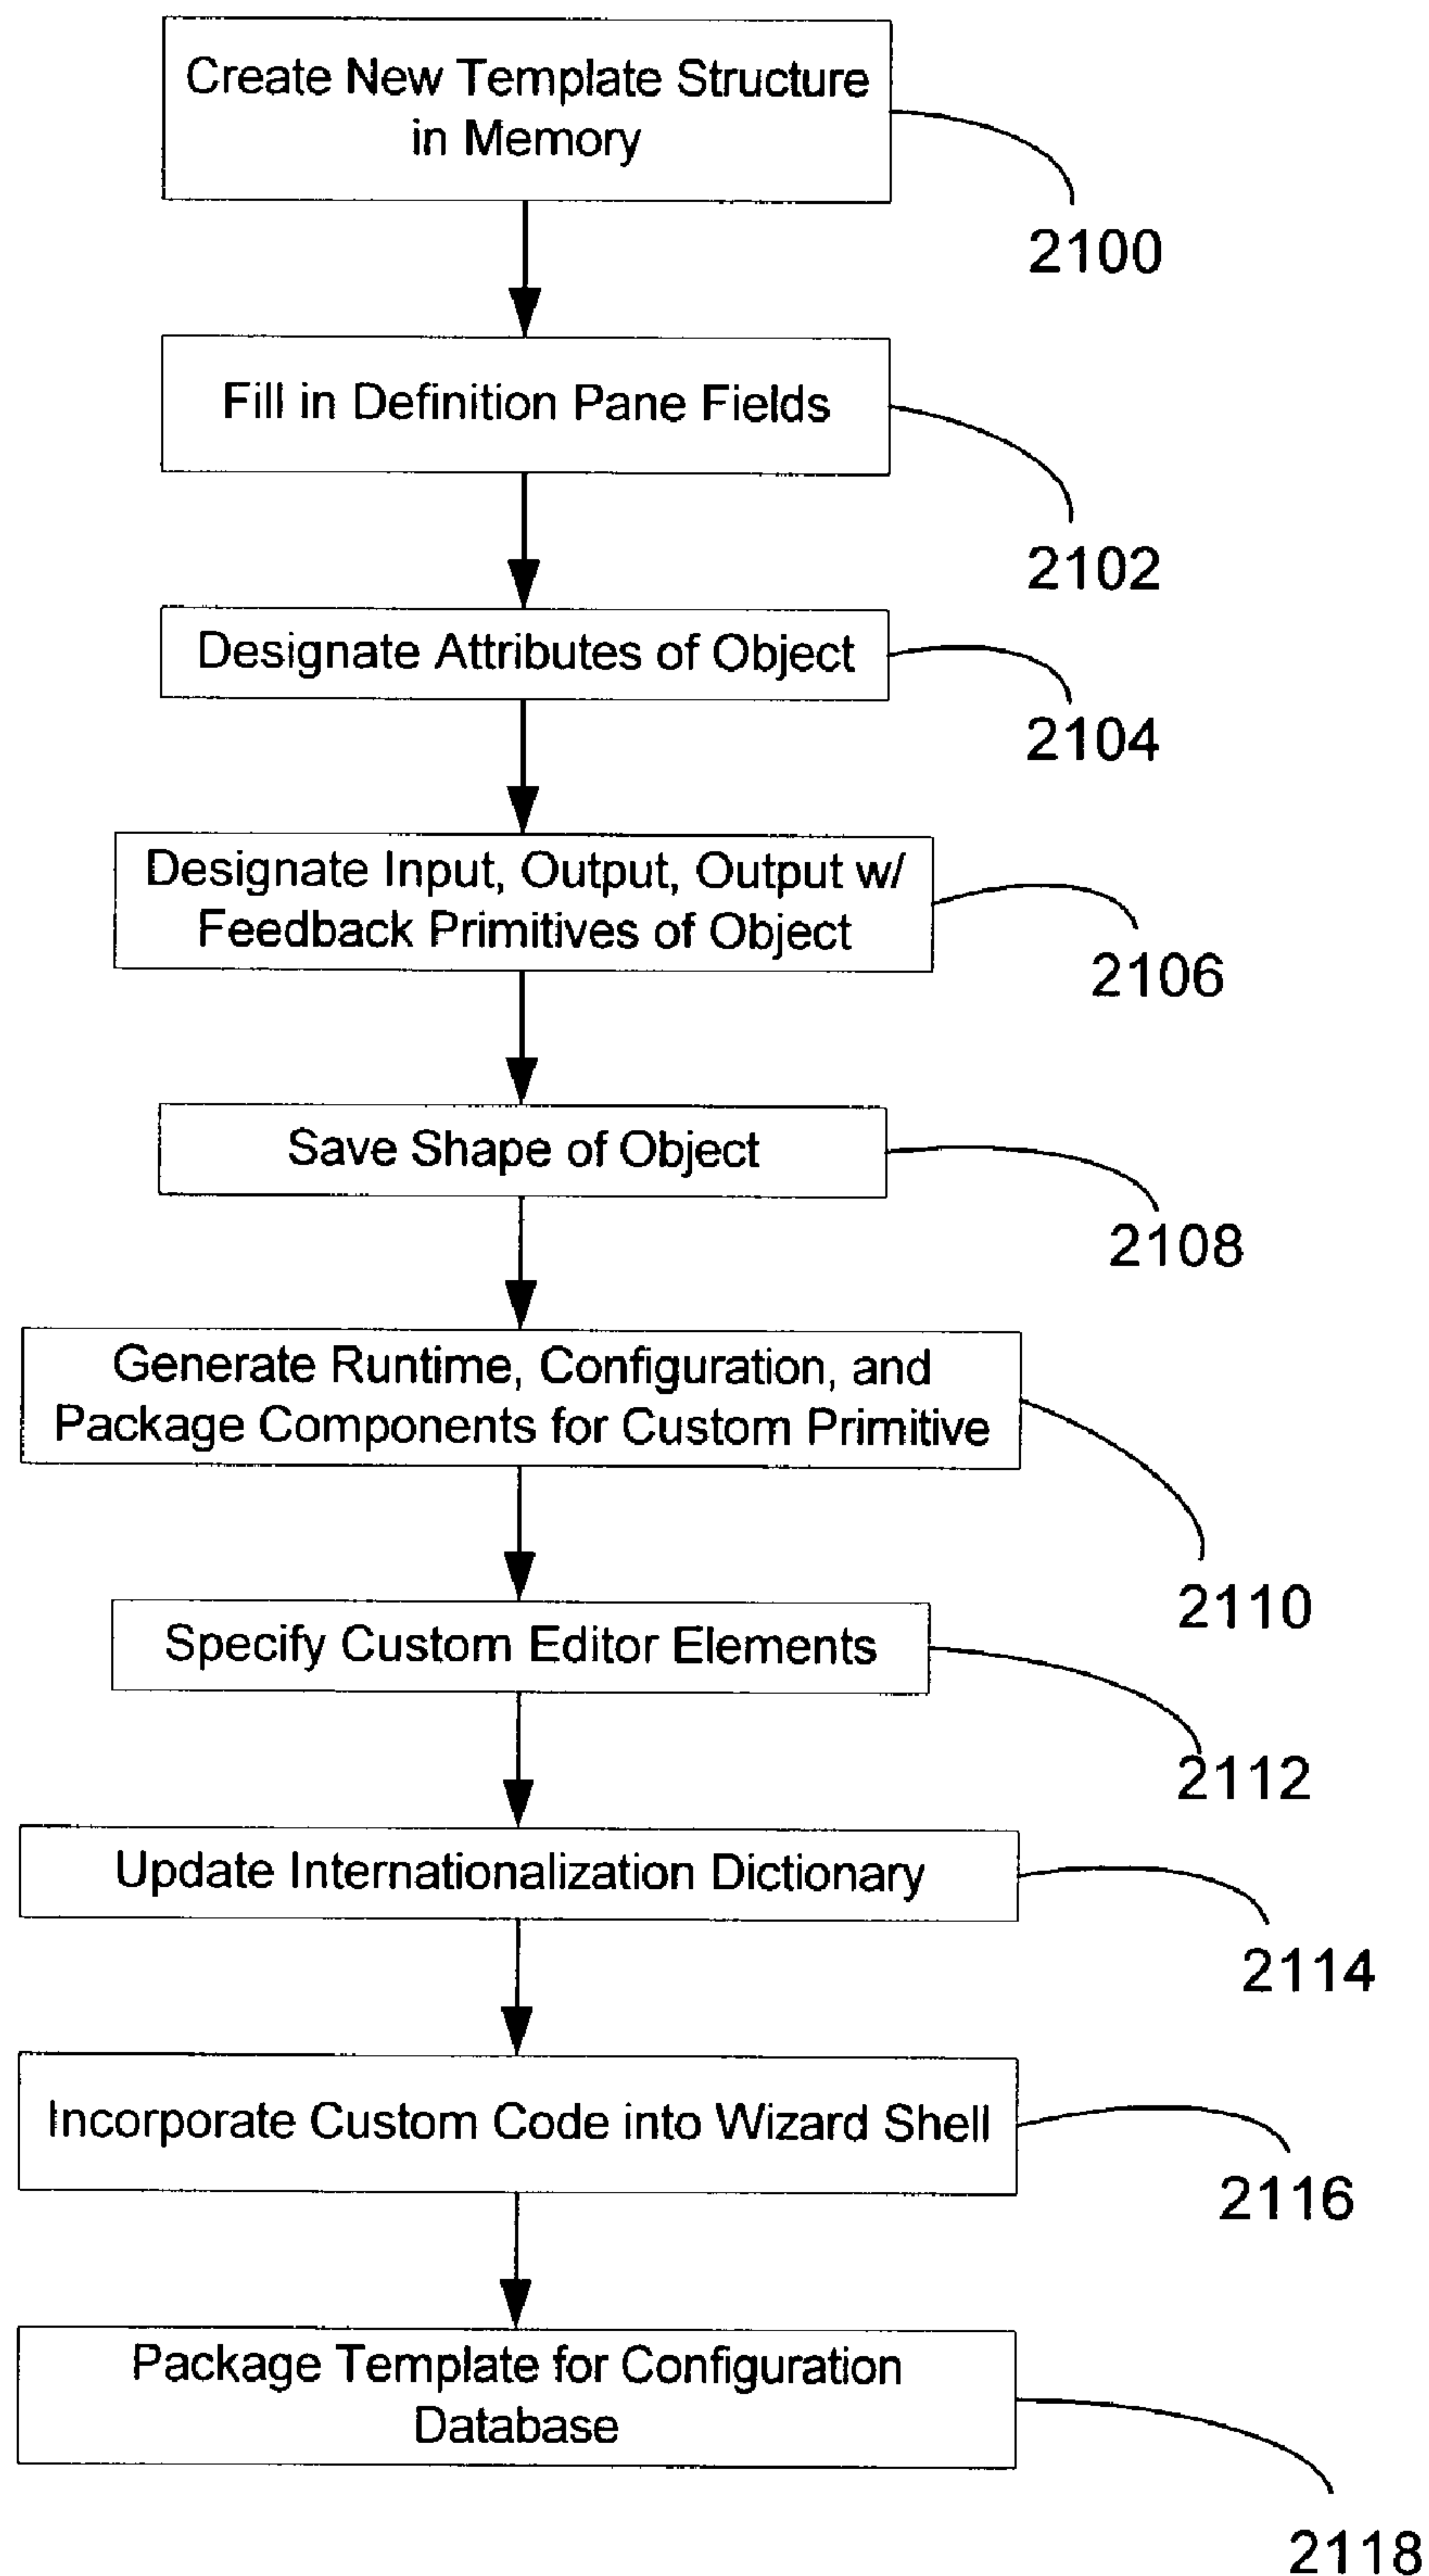 Create New Template Structure
in Memory
2100
Fill in Definition Pane Fields
2102
Designate Attributes of Object
2104
Designate Input, Output, Output w/
Feedback Primitives of Object
2106
Save Shape of Object
2108
Generate Runtime, Configuration, and
Package Components for Custom Primitive
2110
Specify Custom Editor Elements
2112
Update Internationalization Dictionary
2114
Incorporate Custom Code into Wizard Shell
2116
Package Template for Configuration
Database
2118